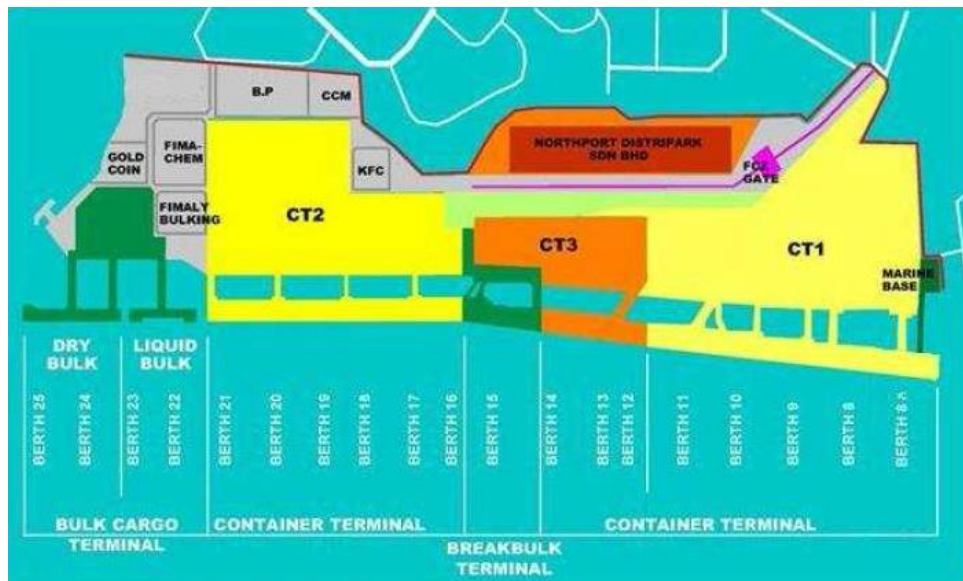 B.P
CCM
FIMA-
CHEM
GOLD
COIN
KFC
NORTHPORT DISTRIPARK
SDN BHD
FCZ
GATE
FIMALY
BULKING
CT2
CT3
CT1
MARINE
BASE
DRY
BULK
LIQUID
BULK
BERTH 25
BERTH 24
BERTH 23
BERTH 22
BERTH 21
BERTH 20
BERTH 19
BERTH 18
BERTH 17
BERTH 16
BERTH 15
BERTH 14
BERTH 13
BERTH 12
BERTH 11
BERTH 10
BERTH 9
BERTH 8
BERTH 8A
BULK CARGO
TERMINAL
CONTAINER TERMINAL
BREAKBULK
TERMINAL
CONTAINER TERMINAL